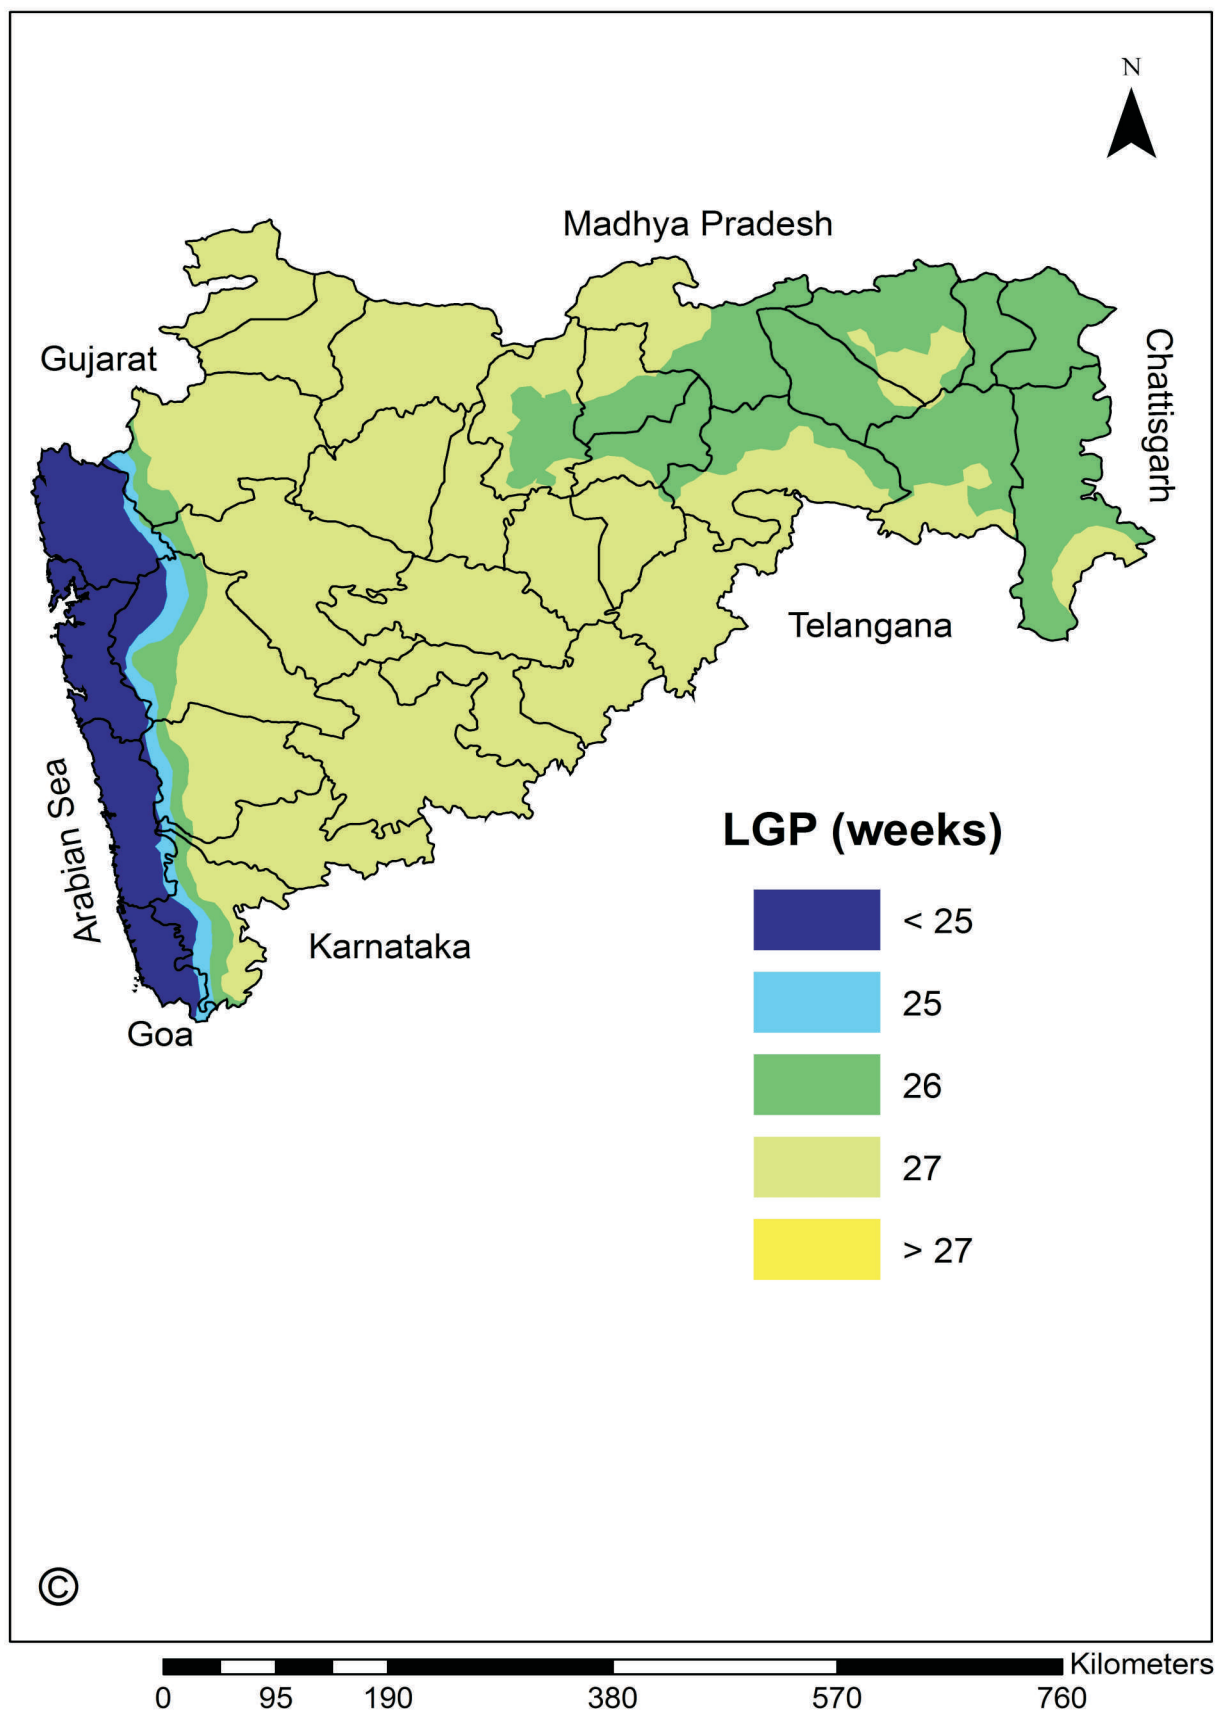 N
Madhya Pradesh
Gujarat
Chattisgarh
Telangana
Arabian Sea
LGP (weeks)
< 25
Karnataka
25
Goa
26
27
> 27
©
Kilometers
0 95 190 380 570 760